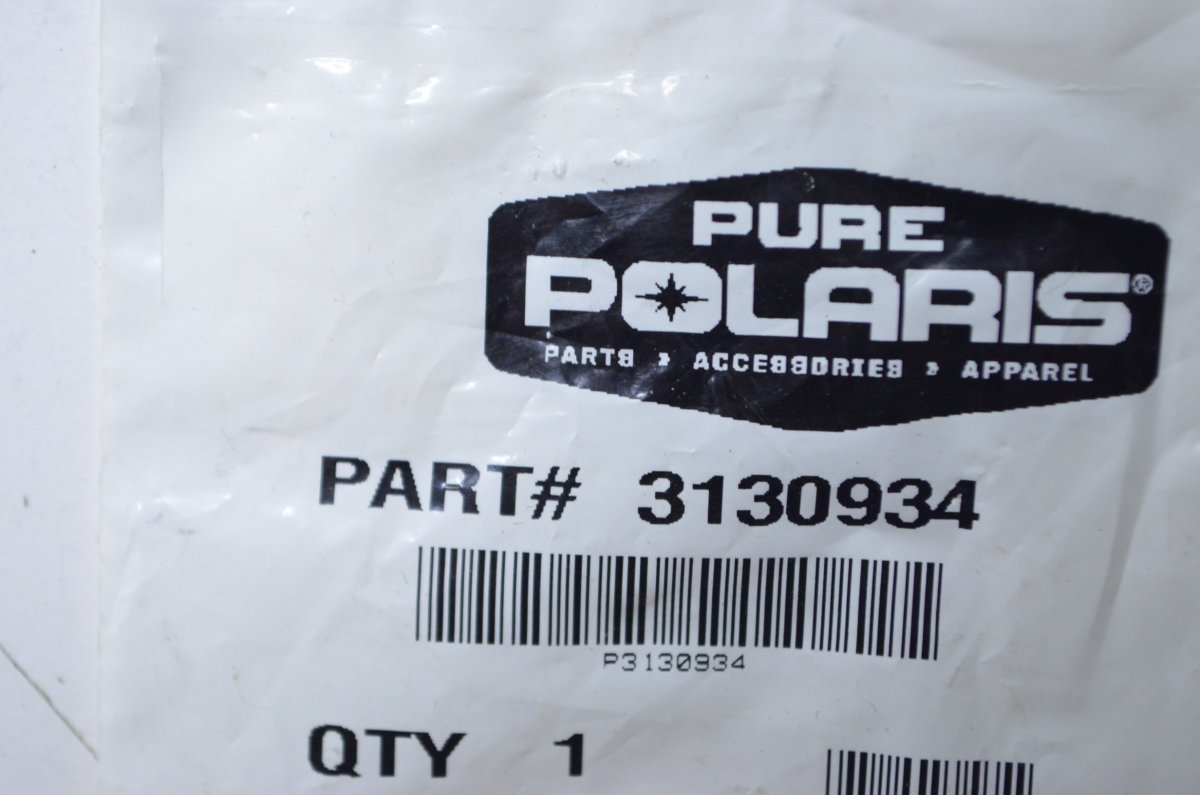 PURE
POLARIS®
PARTS › ACCESSORIES › APPAREL
PART# 3130934
P3130934
QTY 1